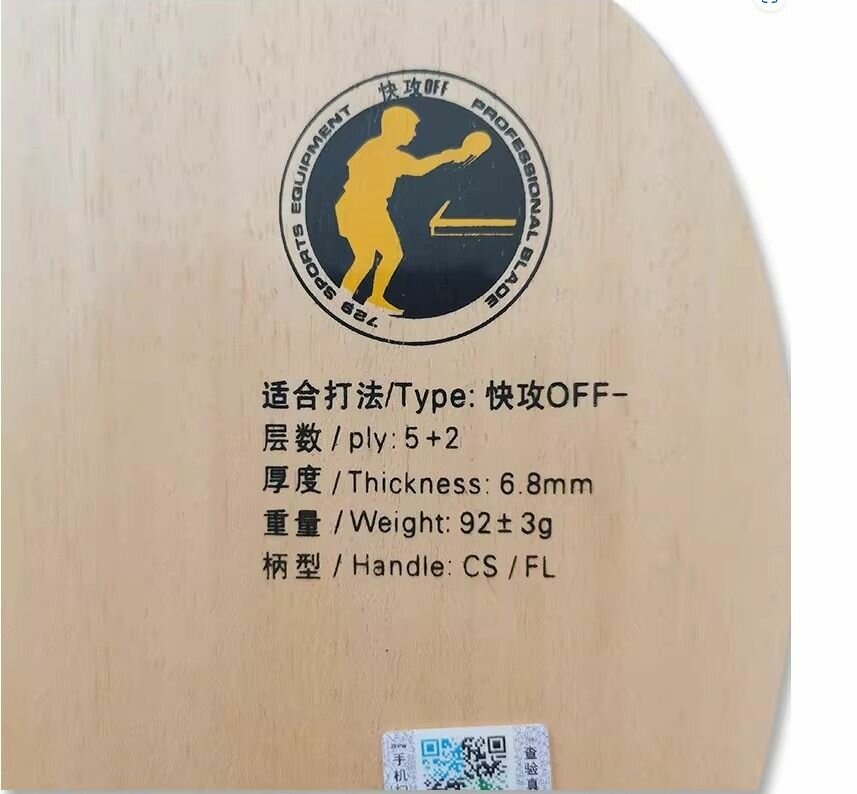 快攻OFF
729 SPORTS EQUIPMENT
PROFESSIONAL BLADE
适合打法/Type: 快攻OFF-
层数/ply: 5+2
厚度/Thickness: 6.8mm
重量/Weight: 92±3g
柄型/Handle: CS/FL
手机
查验真